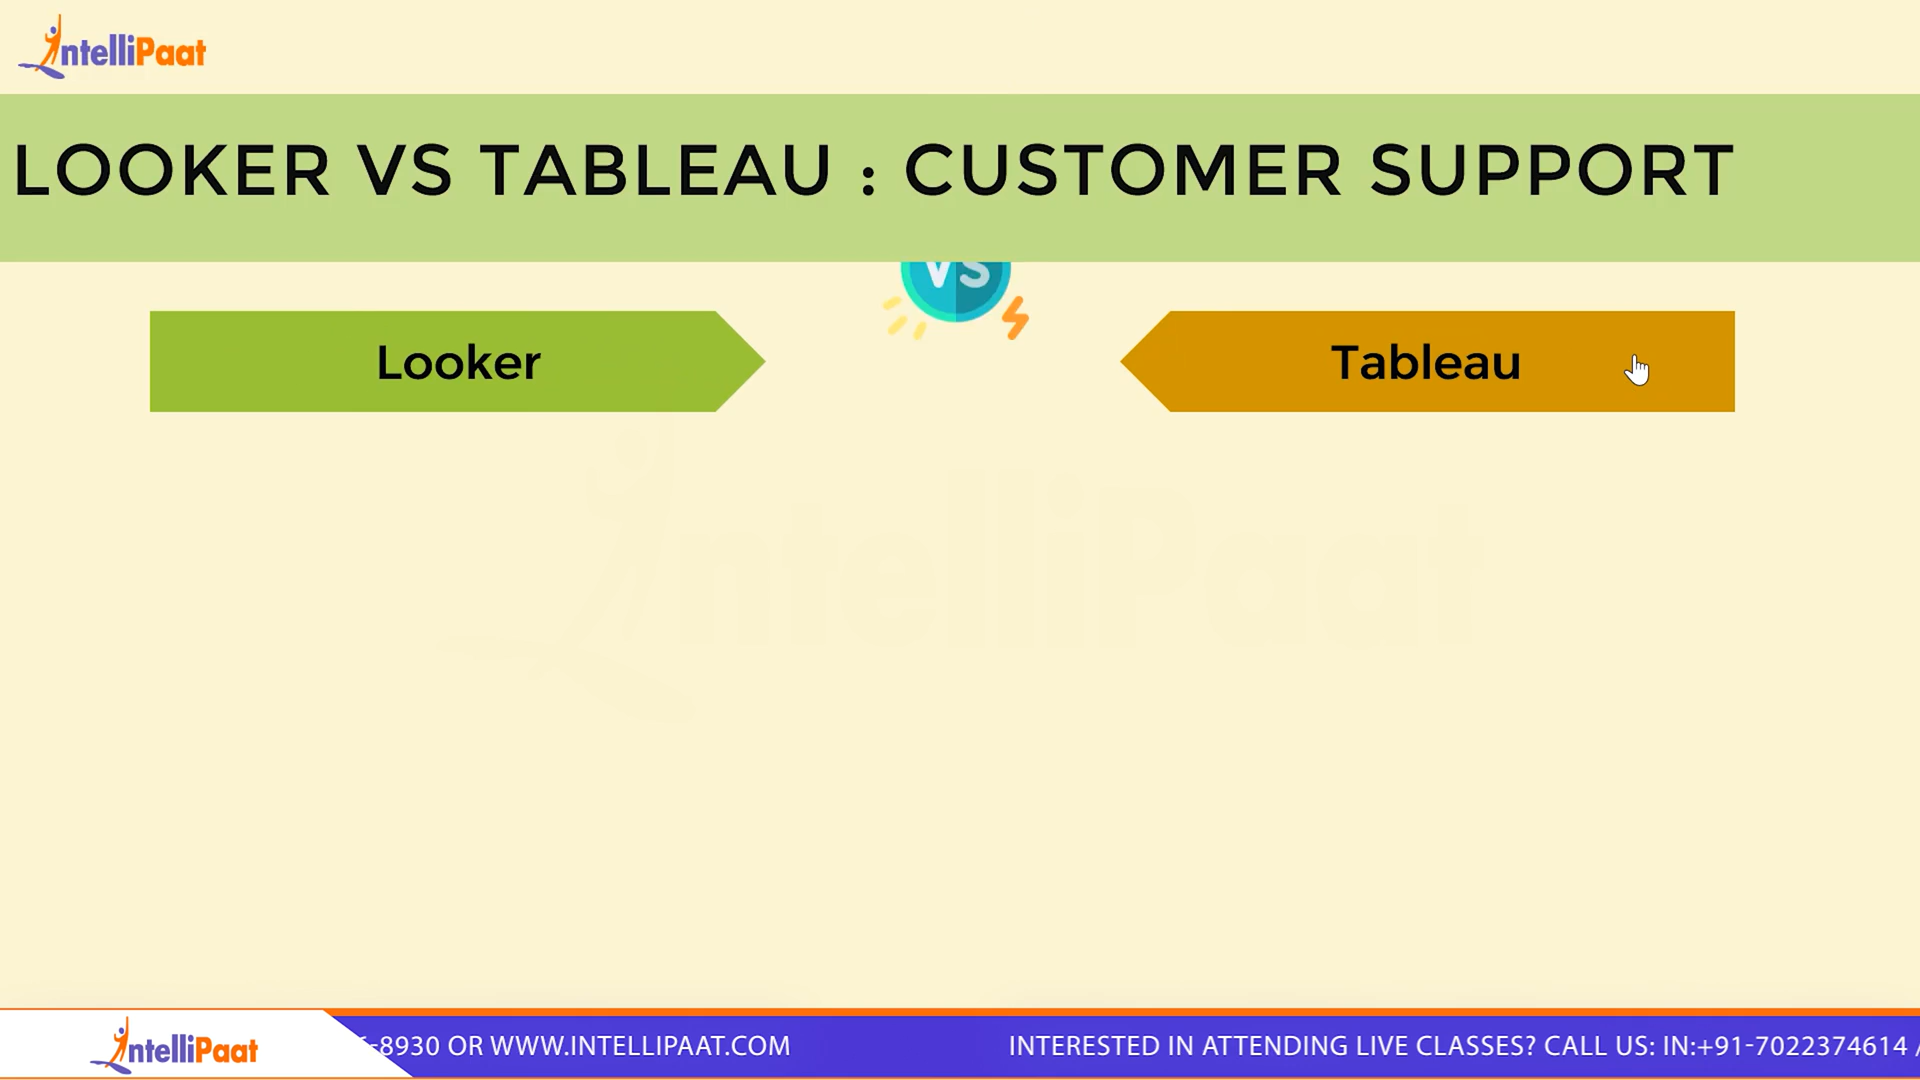 IntelliPaat
LOOKER VS TABLEAU : CUSTOMER SUPPORT
VS
Looker
Tableau
IntelliPaat
IntelliPaat
-8930 OR WWW.INTELLIPAAT.COM
INTERESTED IN ATTENDING LIVE CLASSES? CALL US: IN:+91-7022374614 /